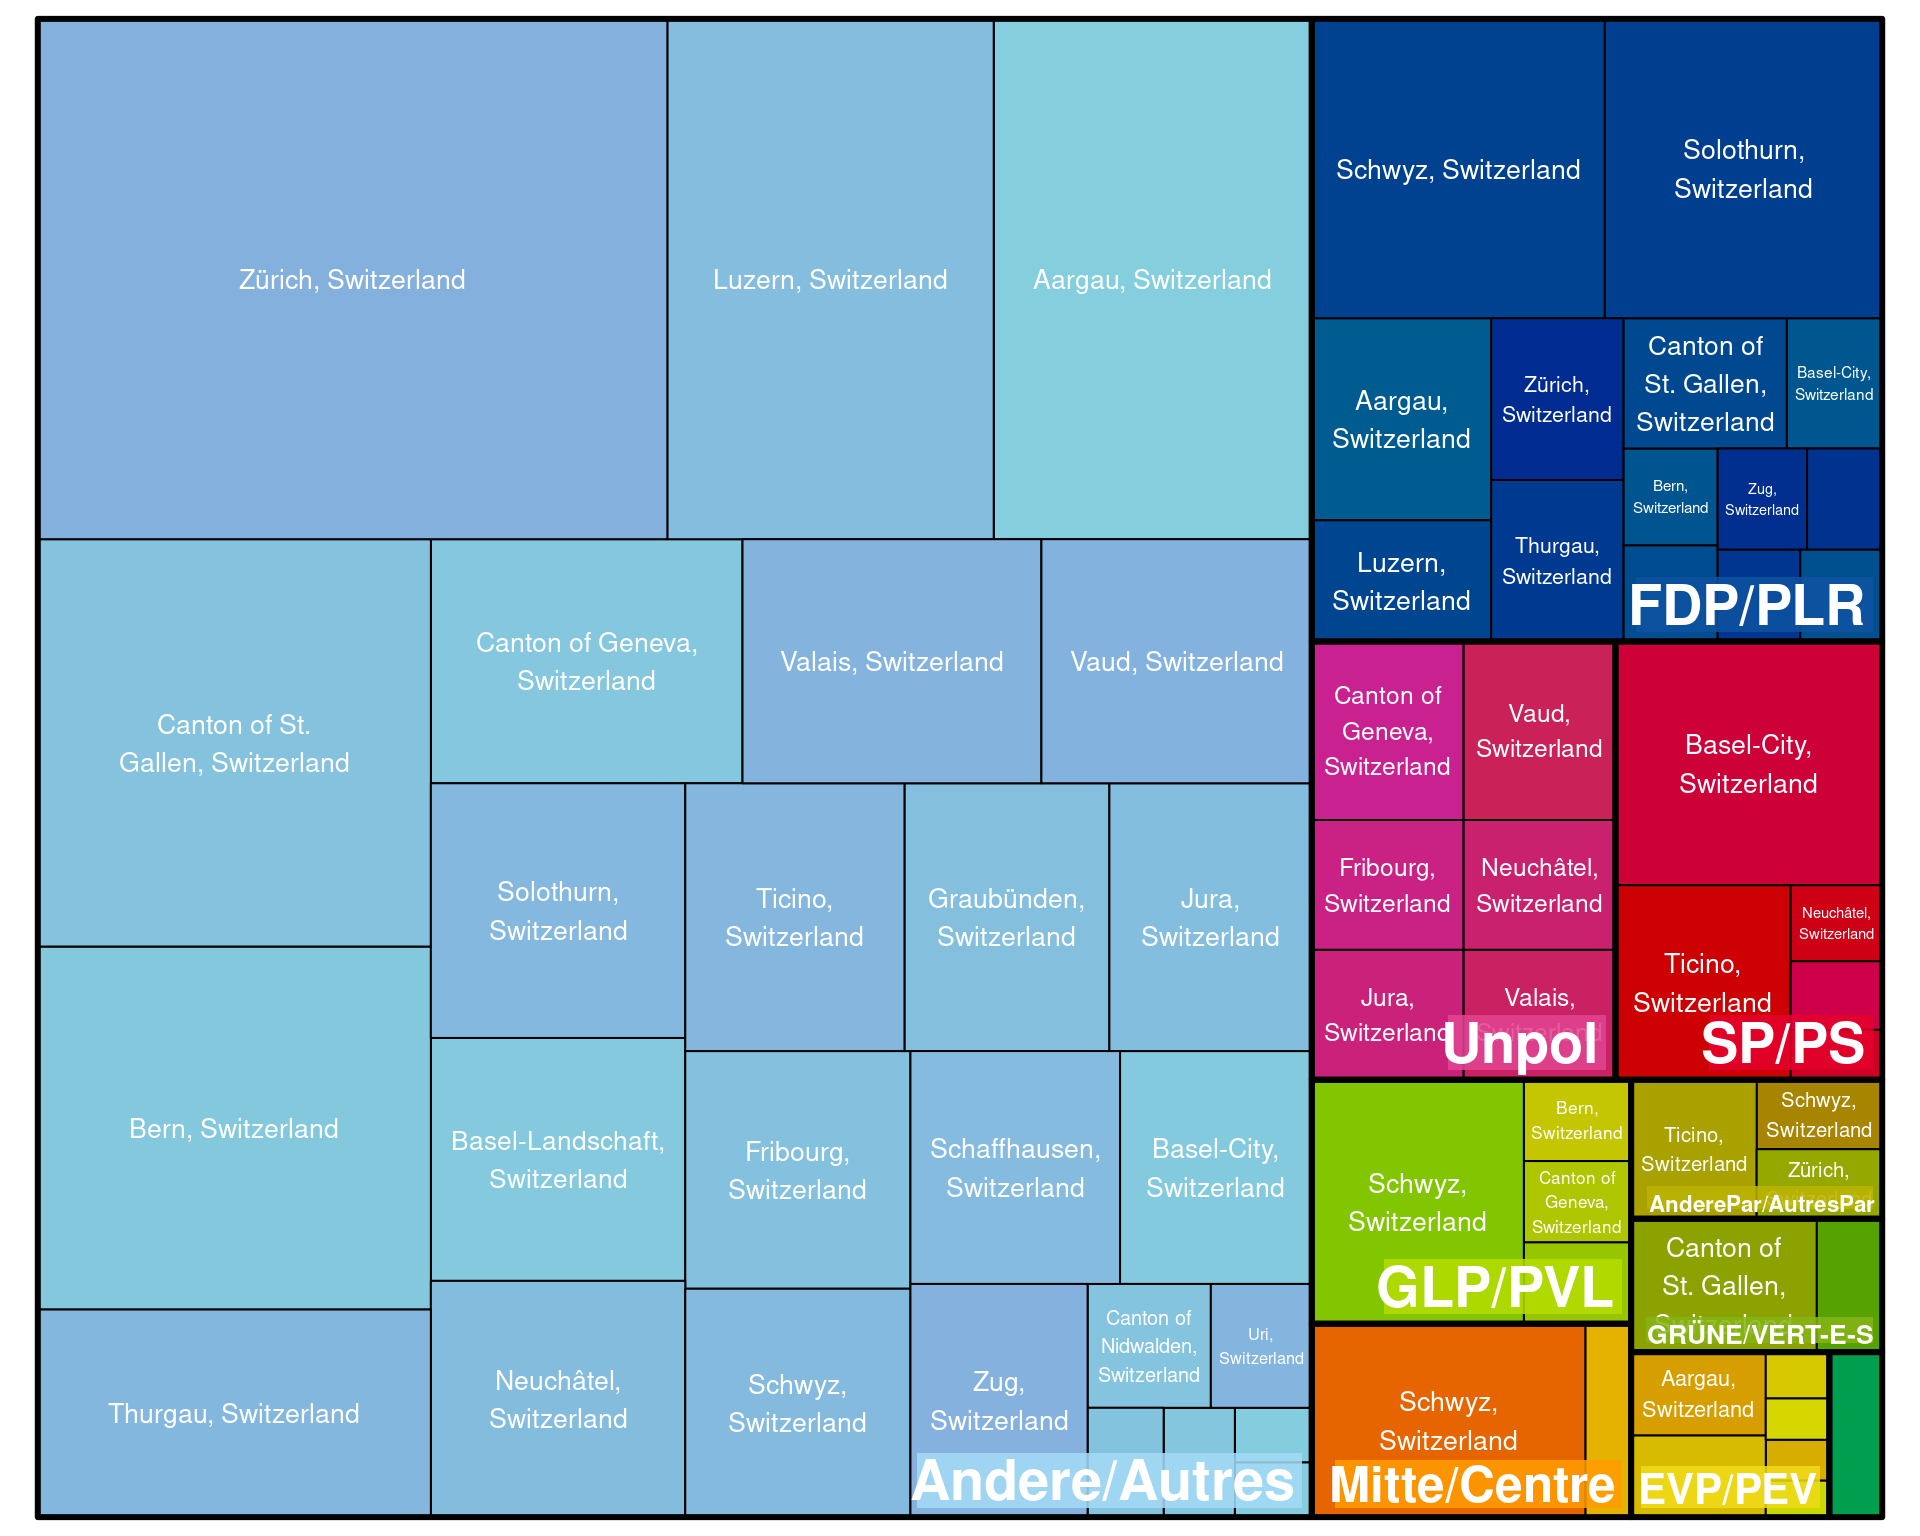 Zürich, Switzerland
Luzern, Switzerland
Aargau, Switzerland
Canton of St.
Gallen, Switzerland
Canton of Geneva,
Switzerland
Valais, Switzerland
Vaud, Switzerland
Solothurn,
Switzerland
Ticino,
Switzerland
Graubünden,
Switzerland
Jura,
Switzerland
Bern, Switzerland
Basel-Landschaft,
Switzerland
Fribourg,
Switzerland
Schaffhausen,
Switzerland
Basel-City,
Switzerland
Thurgau, Switzerland
Neuchâtel,
Switzerland
Schwyz,
Switzerland
Zug,
Switzerland
Canton of
Nidwalden,
Switzerland
Uri,
Switzerland
Andere/Autres
Schwyz, Switzerland
Solothurn,
Switzerland
Aargau,
Switzerland
Zürich,
Switzerland
Canton of
St. Gallen,
Switzerland
Basel-City,
Switzerland
Luzern,
Switzerland
Thurgau,
Switzerland
Bern,
Switzerland
Zug,
Switzerland
FDP/PLR
Canton of
Geneva,
Switzerland
Vaud,
Switzerland
Fribourg,
Switzerland
Neuchâtel,
Switzerland
Jura,
Switzerland
Valais,
Switzerland
Unpol
Basel-City,
Switzerland
Ticino,
Switzerland
Neuchâtel,
Switzerland
SP/PS
Schwyz,
Switzerland
Bern,
Switzerland
Canton of
Geneva,
Switzerland
GLP/PVL
Ticino,
Switzerland
Schwyz,
Switzerland
Zürich,
AnderePar/AutresPar
Canton of
St. Gallen,
Switzerland
GRÜNE/VERT-E-S
Schwyz,
Switzerland
Mitte/Centre
Aargau,
Switzerland
EVP/PEV